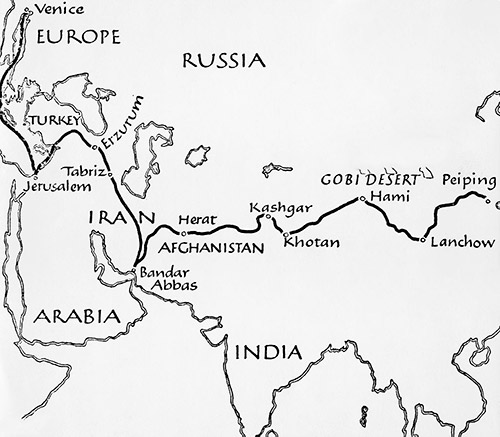 Venice
EUROPE
RUSSIA
TURKEY
Erzurum
GOBI DESERT
Peiping
Tabriz
Jerusalem
Hami
Kashgar
IRAN
Herat
Khotan
Lanchow
AFGHANISTAN
Bandar
Abbas
ARABIA
INDIA